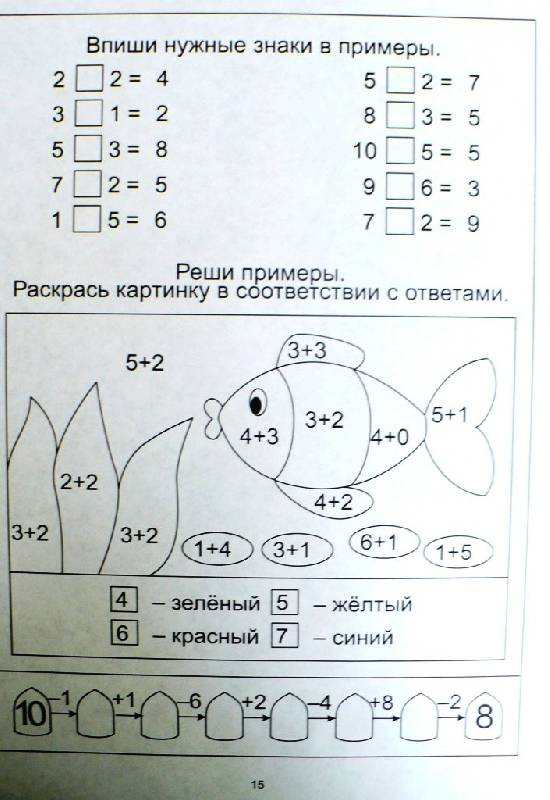 Впиши нужные знаки в примеры.
2 □ 2 = 4
3 □ 1 = 2
5 □ 3 = 8
7 □ 2 = 5
1 □ 5 = 6
5 □ 2 = 7
8 □ 3 = 5
10 □ 5 = 5
9 □ 6 = 3
7 □ 2 = 9
Реши примеры.
Раскрась картинку в соответствии с ответами.
5+2
3+3
4+3
3+2
4+0
5+1
2+2
4+2
3+2
3+2
1+4
3+1
6+1
1+5
4 – зелёный 5 – жёлтый
6 – красный 7 – синий
10 –1 +1 –6 +2 –4 +8 –2 8
15